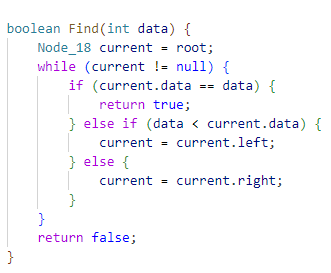 boolean Find(int data) {
    Node_18 current = root;
    while (current != null) {
        if (current.data == data) {
            return true;
        } else if (data < current.data) {
            current = current.left;
        } else {
            current = current.right;
        }
    }
    return false;
}